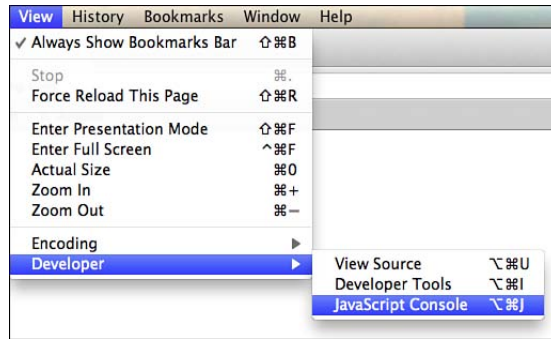 View History Bookmarks Window Help
✓ Always Show Bookmarks Bar ⇧⌘B
Stop ⌘.
Force Reload This Page ⇧⌘R
Enter Presentation Mode ⇧⌘F
Enter Full Screen ^⌘F
Actual Size ⌘0
Zoom In ⌘+
Zoom Out ⌘−
Encoding ▶
Developer ▶
View Source ⌥⌘U
Developer Tools ⌥⌘I
JavaScript Console ⌥⌘J